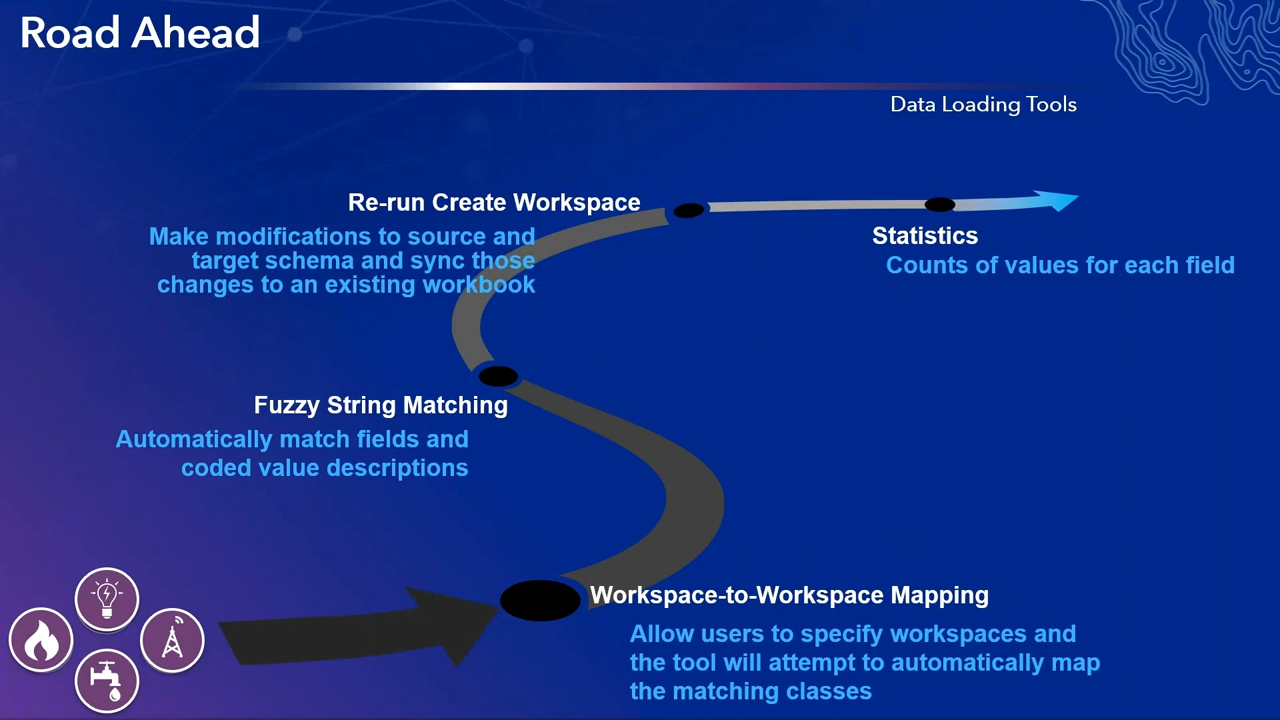 Road Ahead
Data Loading Tools
Re-run Create Workspace
Make modifications to source and
target schema and sync those
changes to an existing workbook
Statistics
Counts of values for each field
Fuzzy String Matching
Automatically match fields and
coded value descriptions
Workspace-to-Workspace Mapping
Allow users to specify workspaces and
the tool will attempt to automatically map
the matching classes